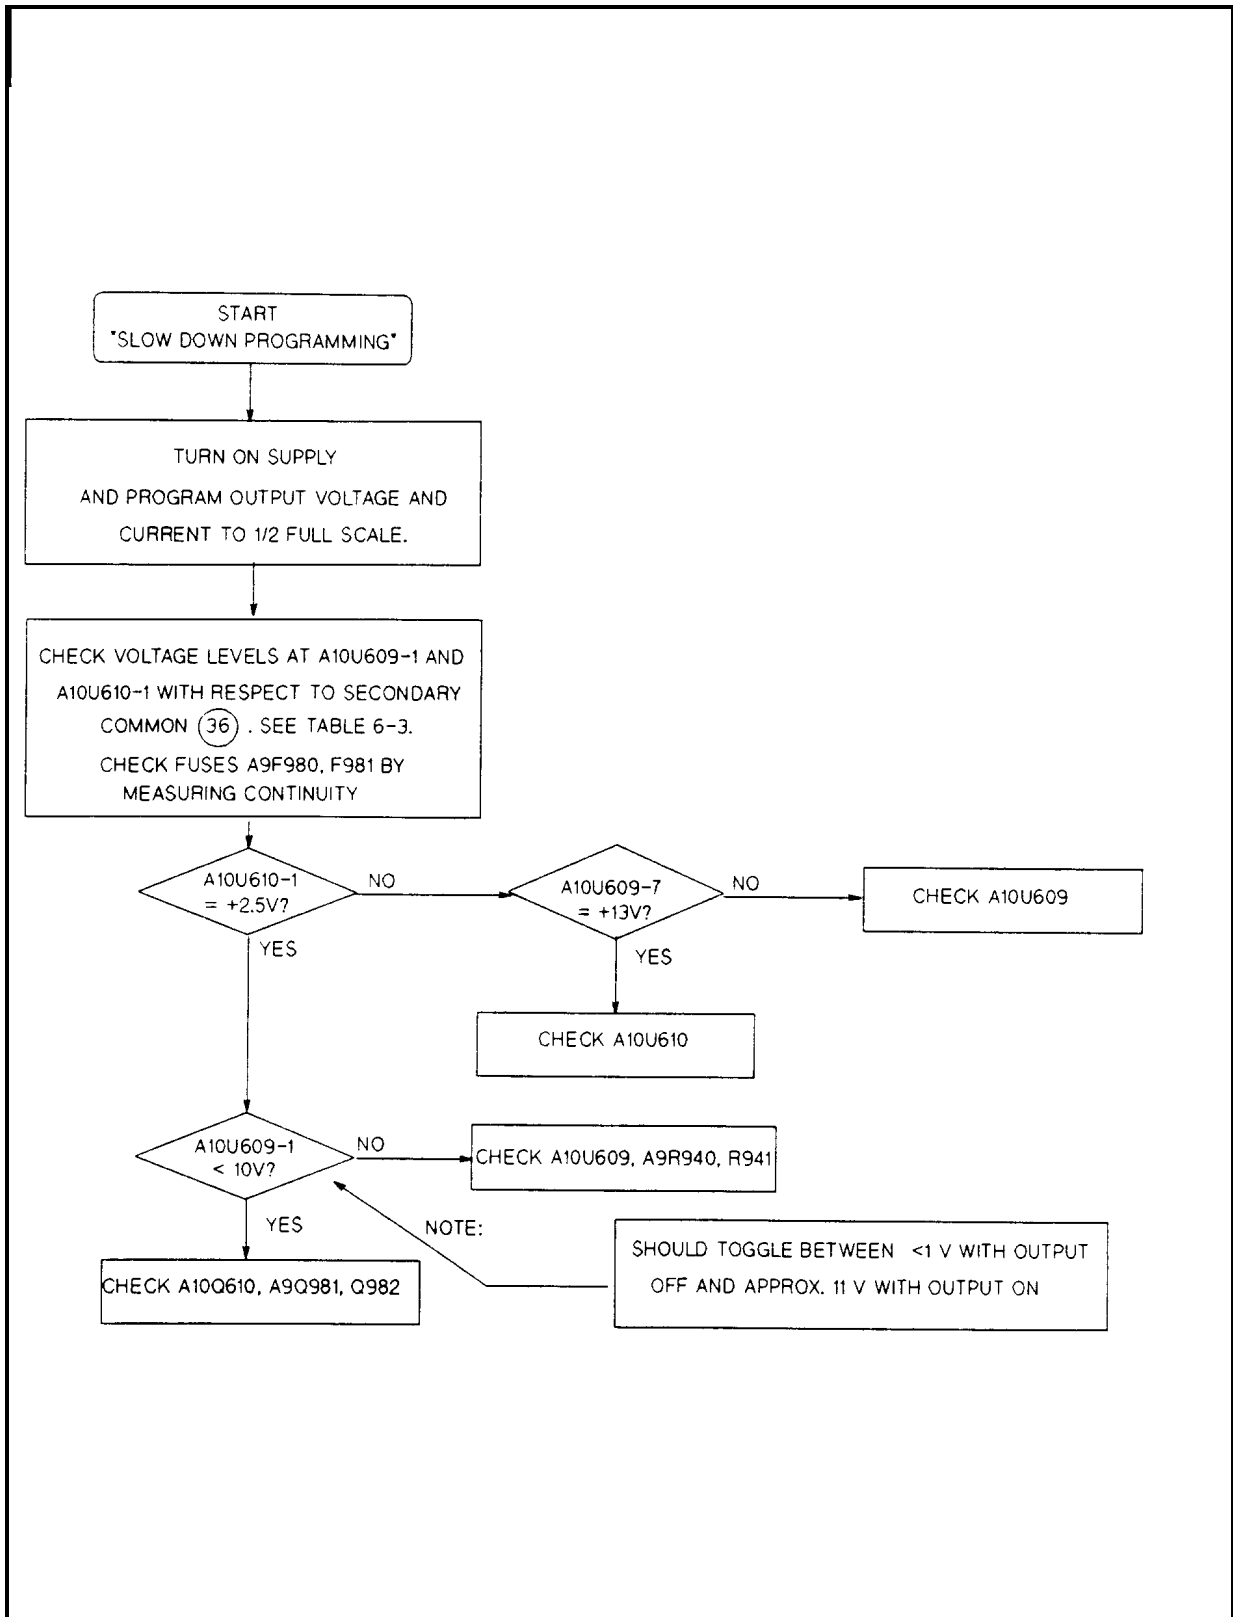 START
"SLOW DOWN PROGRAMMING"
TURN ON SUPPLY
AND PROGRAM OUTPUT VOLTAGE AND
CURRENT TO 1/2 FULL SCALE.
CHECK VOLTAGE LEVELS AT A10U609-1 AND
A10U610-1 WITH RESPECT TO SECONDARY
COMMON 36 . SEE TABLE 6-3.
CHECK FUSES A9F980, F981 BY
MEASURING CONTINUITY
A10U610-1
= +2.5V?
NO
A10U609-7
= +13V?
NO
CHECK A10U609
YES
YES
CHECK A10U610
A10U609-1
< 10V?
NO
CHECK A10U609, A9R940, R941
YES
NOTE:
SHOULD TOGGLE BETWEEN <1 V WITH OUTPUT
OFF AND APPROX. 11 V WITH OUTPUT ON
CHECK A10Q610, A9Q981, Q982